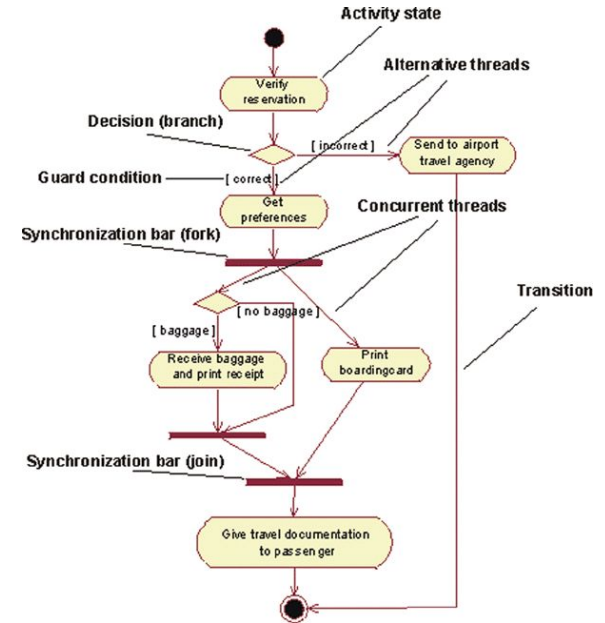 Activity state
Verify
reservation
Alternative threads
Decision (branch)
[ incorrect ]
Send to airport
travel agency
Guard condition
[ correct ]
Get
preferences
Concurrent threads
Synchronization bar (fork)
Transition
[ no baggage ]
[ baggage ]
Receive baggage
and print receipt
Print
boardingcard
Synchronization bar (join)
Give travel documentation
to passenger